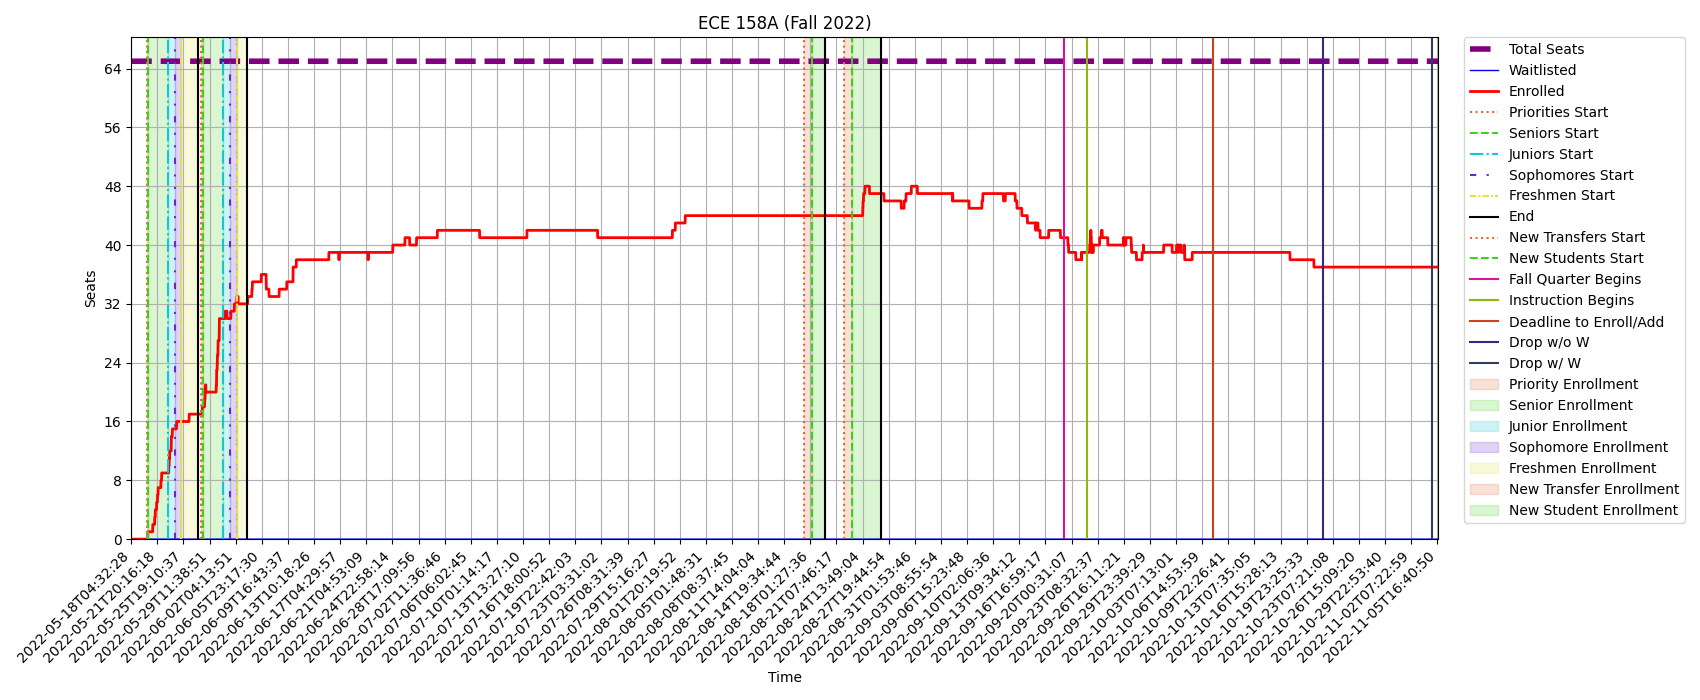 ECE 158A (Fall 2022)
Seats
64
56
48
40
32
24
16
8
0
2022-05-18T04:32:28
2022-05-21T20:16:18
2022-05-25T19:10:37
2022-05-29T11:38:51
2022-06-02T04:13:51
2022-06-05T23:17:30
2022-06-09T16:43:37
2022-06-13T10:18:26
2022-06-17T04:29:57
2022-06-21T04:53:09
2022-06-24T22:58:14
2022-06-28T17:09:56
2022-07-02T11:36:46
2022-07-06T06:02:45
2022-07-10T01:14:17
2022-07-13T13:27:10
2022-07-16T18:00:52
2022-07-19T22:42:03
2022-07-23T03:31:02
2022-07-26T08:31:39
2022-07-29T15:16:27
2022-08-01T20:19:52
2022-08-05T01:48:31
2022-08-08T08:37:45
2022-08-11T14:04:04
2022-08-14T19:34:44
2022-08-18T01:27:36
2022-08-21T07:46:17
2022-08-24T13:49:04
2022-08-27T19:44:54
2022-08-31T01:53:46
2022-09-03T08:55:54
2022-09-06T15:23:48
2022-09-10T02:06:36
2022-09-13T09:34:12
2022-09-16T16:59:17
2022-09-20T00:31:07
2022-09-23T08:32:37
2022-09-26T16:11:21
2022-09-29T23:39:29
2022-10-03T07:13:01
2022-10-06T14:53:59
2022-10-09T22:26:41
2022-10-13T07:35:05
2022-10-16T15:28:13
2022-10-19T23:25:33
2022-10-23T07:21:08
2022-10-26T15:09:20
2022-10-29T22:53:40
2022-11-02T07:22:59
2022-11-05T16:40:50
Time
Total Seats
Waitlisted
Enrolled
Priorities Start
Seniors Start
Juniors Start
Sophomores Start
Freshmen Start
End
New Transfers Start
New Students Start
Fall Quarter Begins
Instruction Begins
Deadline to Enroll/Add
Drop w/o W
Drop w/ W
Priority Enrollment
Senior Enrollment
Junior Enrollment
Sophomore Enrollment
Freshmen Enrollment
New Transfer Enrollment
New Student Enrollment